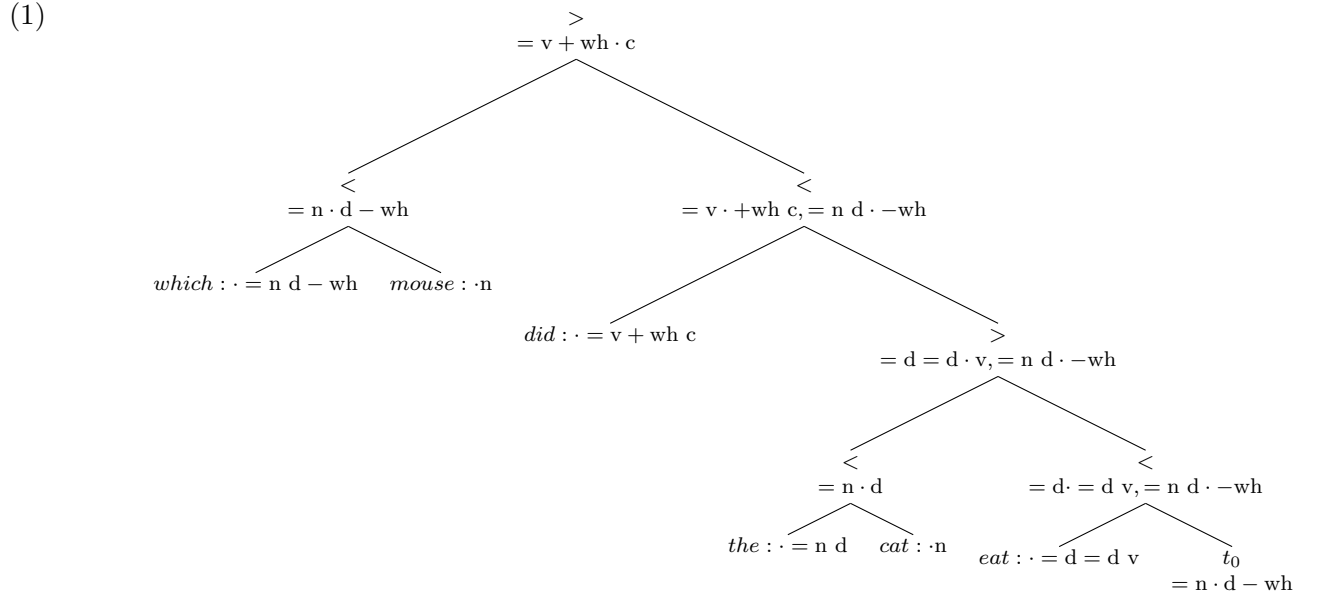 (1)
>
= v + wh · c
<
= n · d − wh
<
= v · +wh c, = n d · −wh
which : · = n d − wh
mouse : ·n
did : · = v + wh c
>
= d = d · v, = n d · −wh
<
= n · d
<
= d· = d v, = n d · −wh
the : · = n d
cat : ·n
eat : · = d = d v
t₀
= n · d − wh